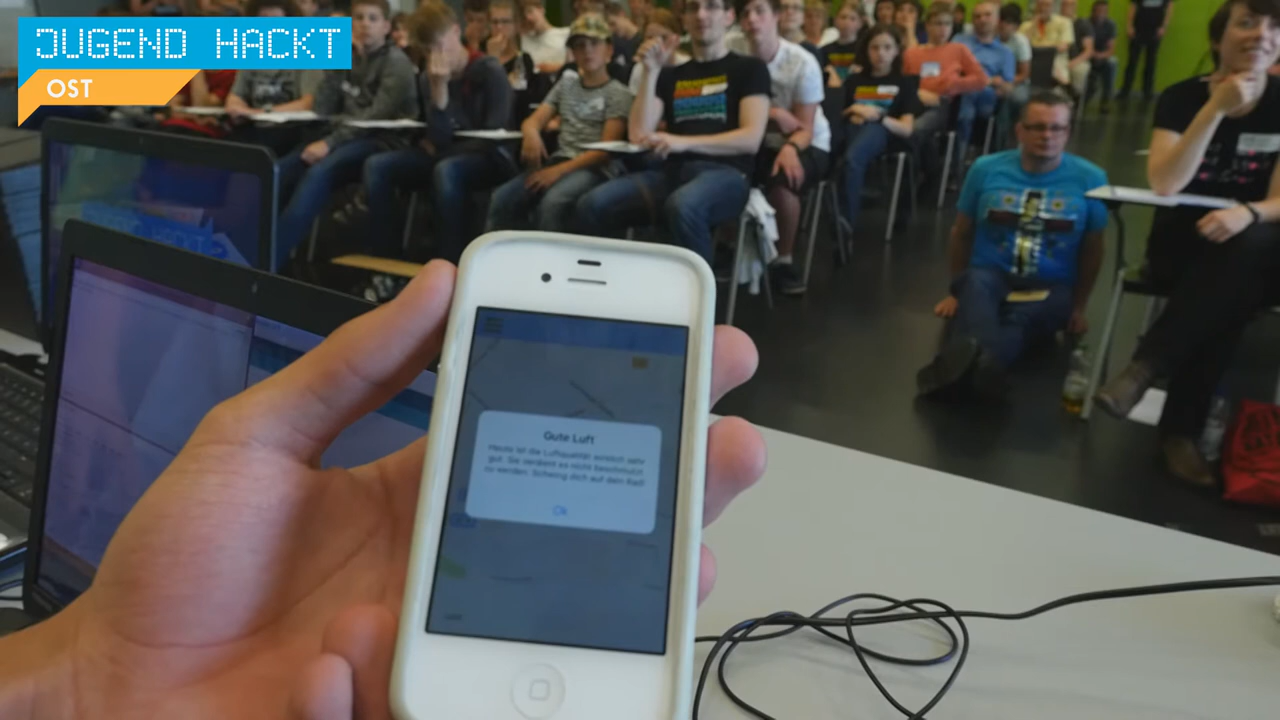 JUGEND HACKT
OST
Gute Luft
Heute ist die Luftqualität wirklich sehr
gut. Sie verdient es nicht beschmutzt
zu werden. Schwing dich auf dein Rad!
Ok